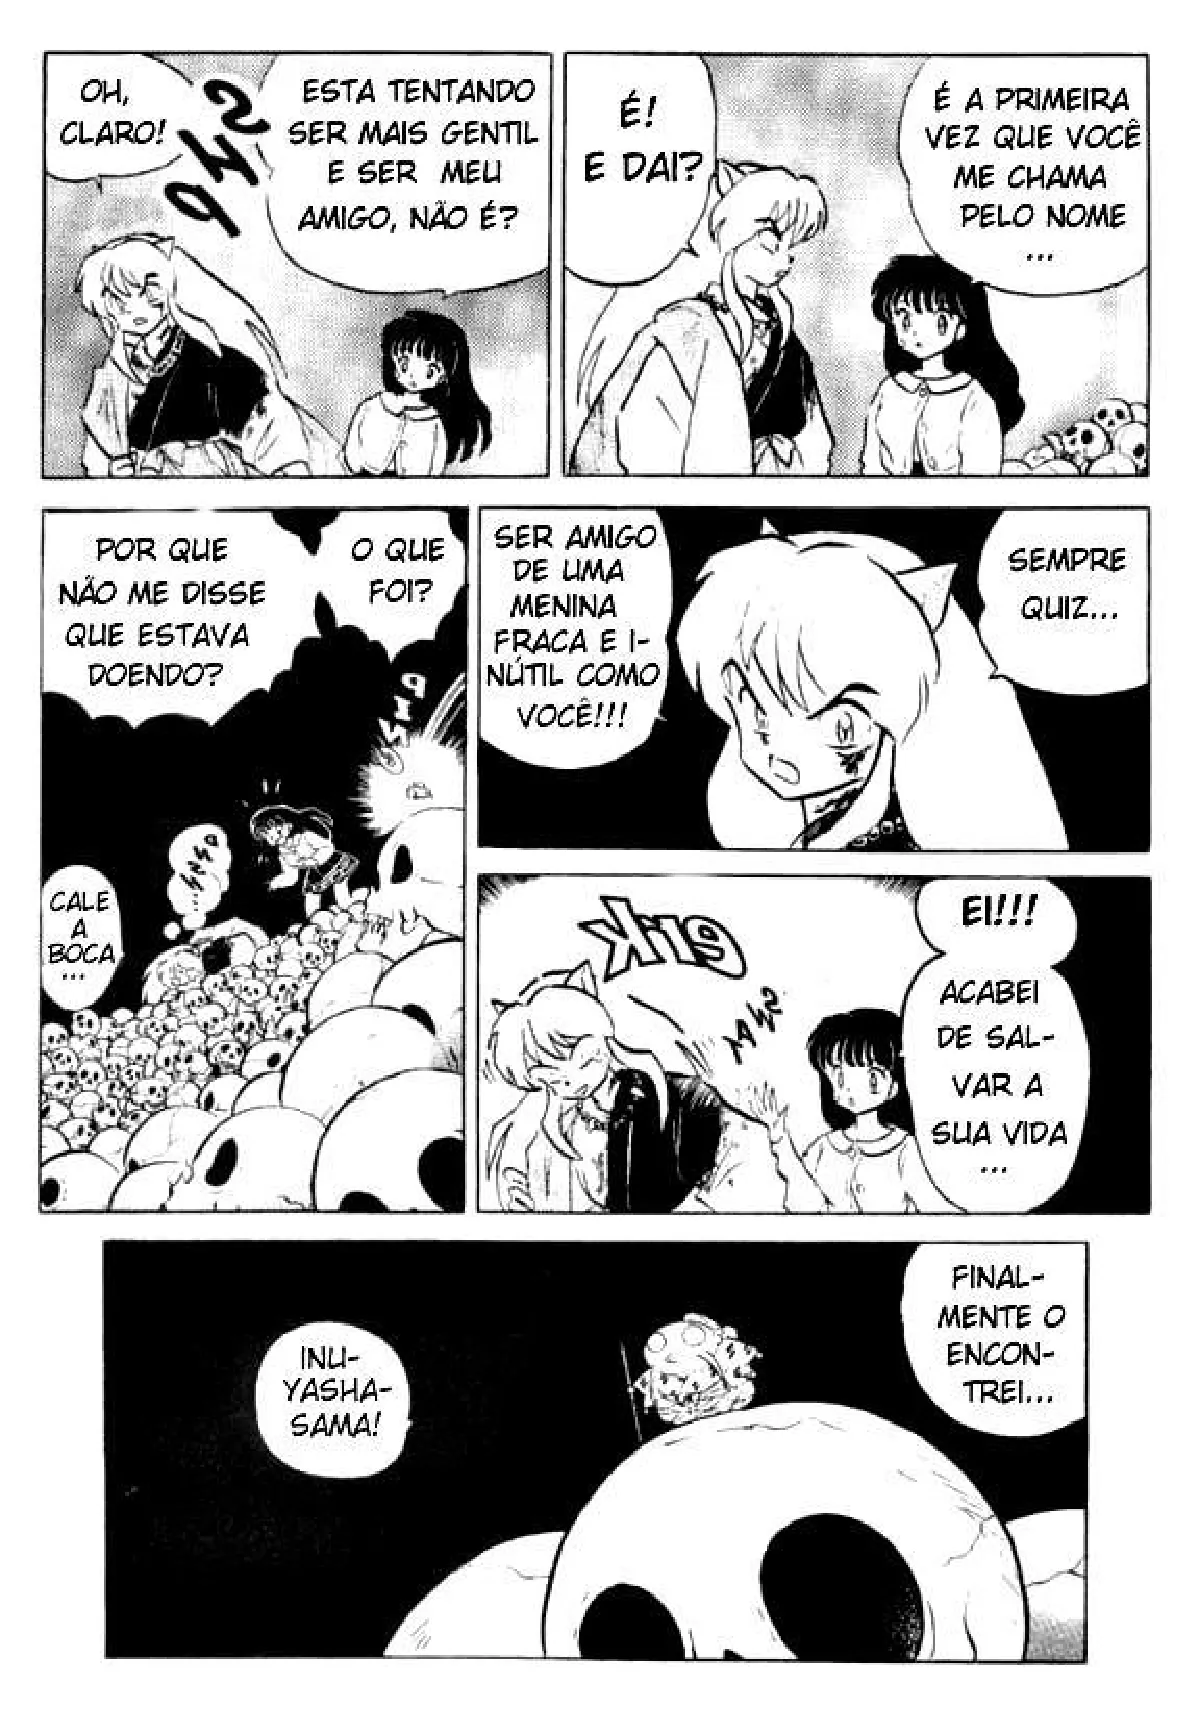 É A PRIMEIRA
VEZ QUE VOCÊ
ME CHAMA
PELO NOME
...
É!
E DAI?
ESTA TENTANDO
SER MAIS GENTIL
E SER MEU
AMIGO, NÃO É?
OH,
CLARO!
SEMPRE
QUIZ...
SER AMIGO
DE UMA
MENINA
FRACA E I-
NÚTIL COMO
VOCÊ!!!
EI!!!
ACABEI
DE SAL-
VAR A
SUA VIDA
...
O QUE
FOI?
POR QUE
NÃO ME DISSE
QUE ESTAVA
DOENDO?
CALE
A
BOCA
...
FINAL-
MENTE O
ENCON-
TREI...
INU-
YASHA-
SAMA!